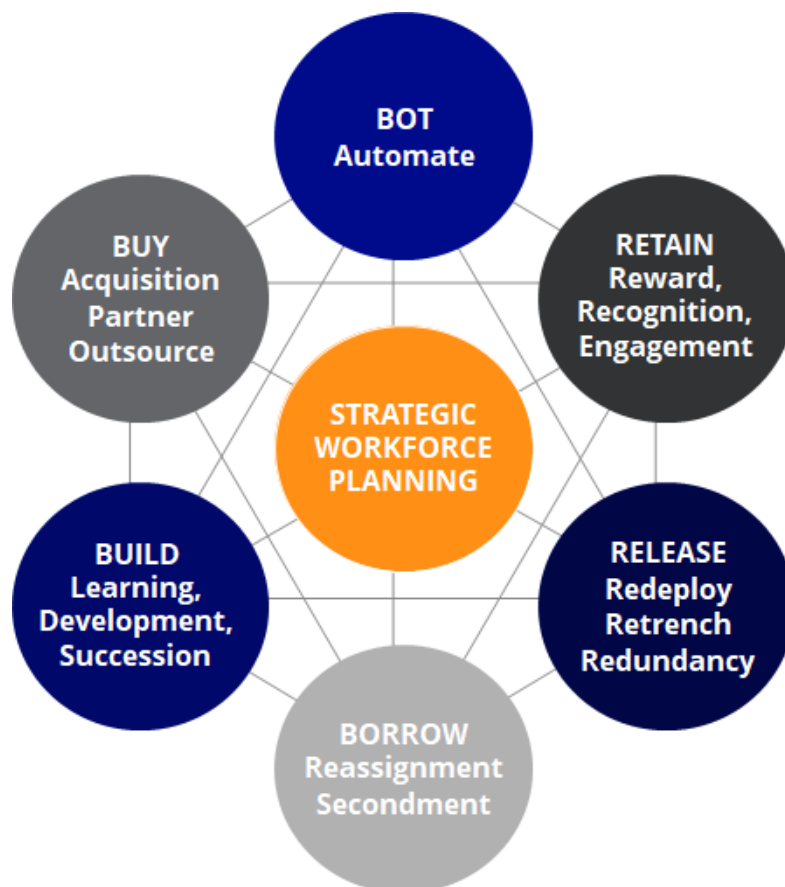 BOT
Automate
BUY
Acquisition
Partner
Outsource
RETAIN
Reward,
Recognition,
Engagement
STRATEGIC
WORKFORCE
PLANNING
BUILD
Learning,
Development,
Succession
RELEASE
Redeploy
Retrench
Redundancy
BORROW
Reassignment
Secondment